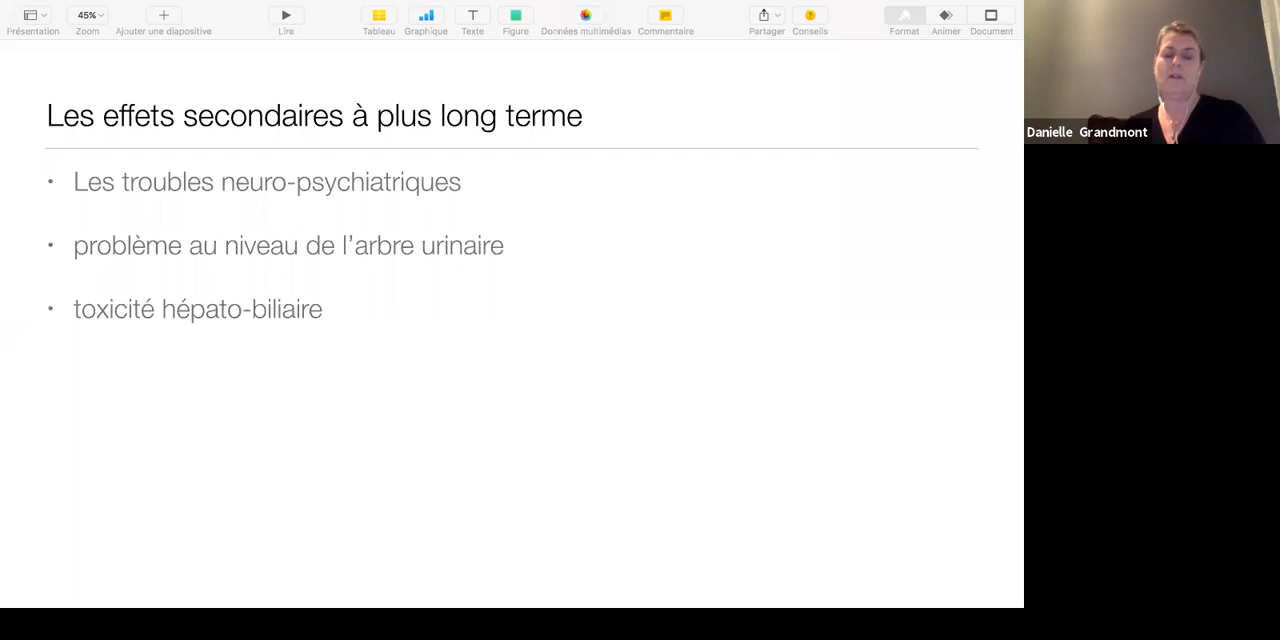 45%
Présentation Zoom Ajouter une diapositive Lire Tableau Graphique Texte Figure Données multimédias Commentaire Partager Conseils Format Animer Document
Danielle Grandmont
Les effets secondaires à plus long terme
• Les troubles neuro-psychiatriques
• problème au niveau de l’arbre urinaire
• toxicité hépato-biliaire